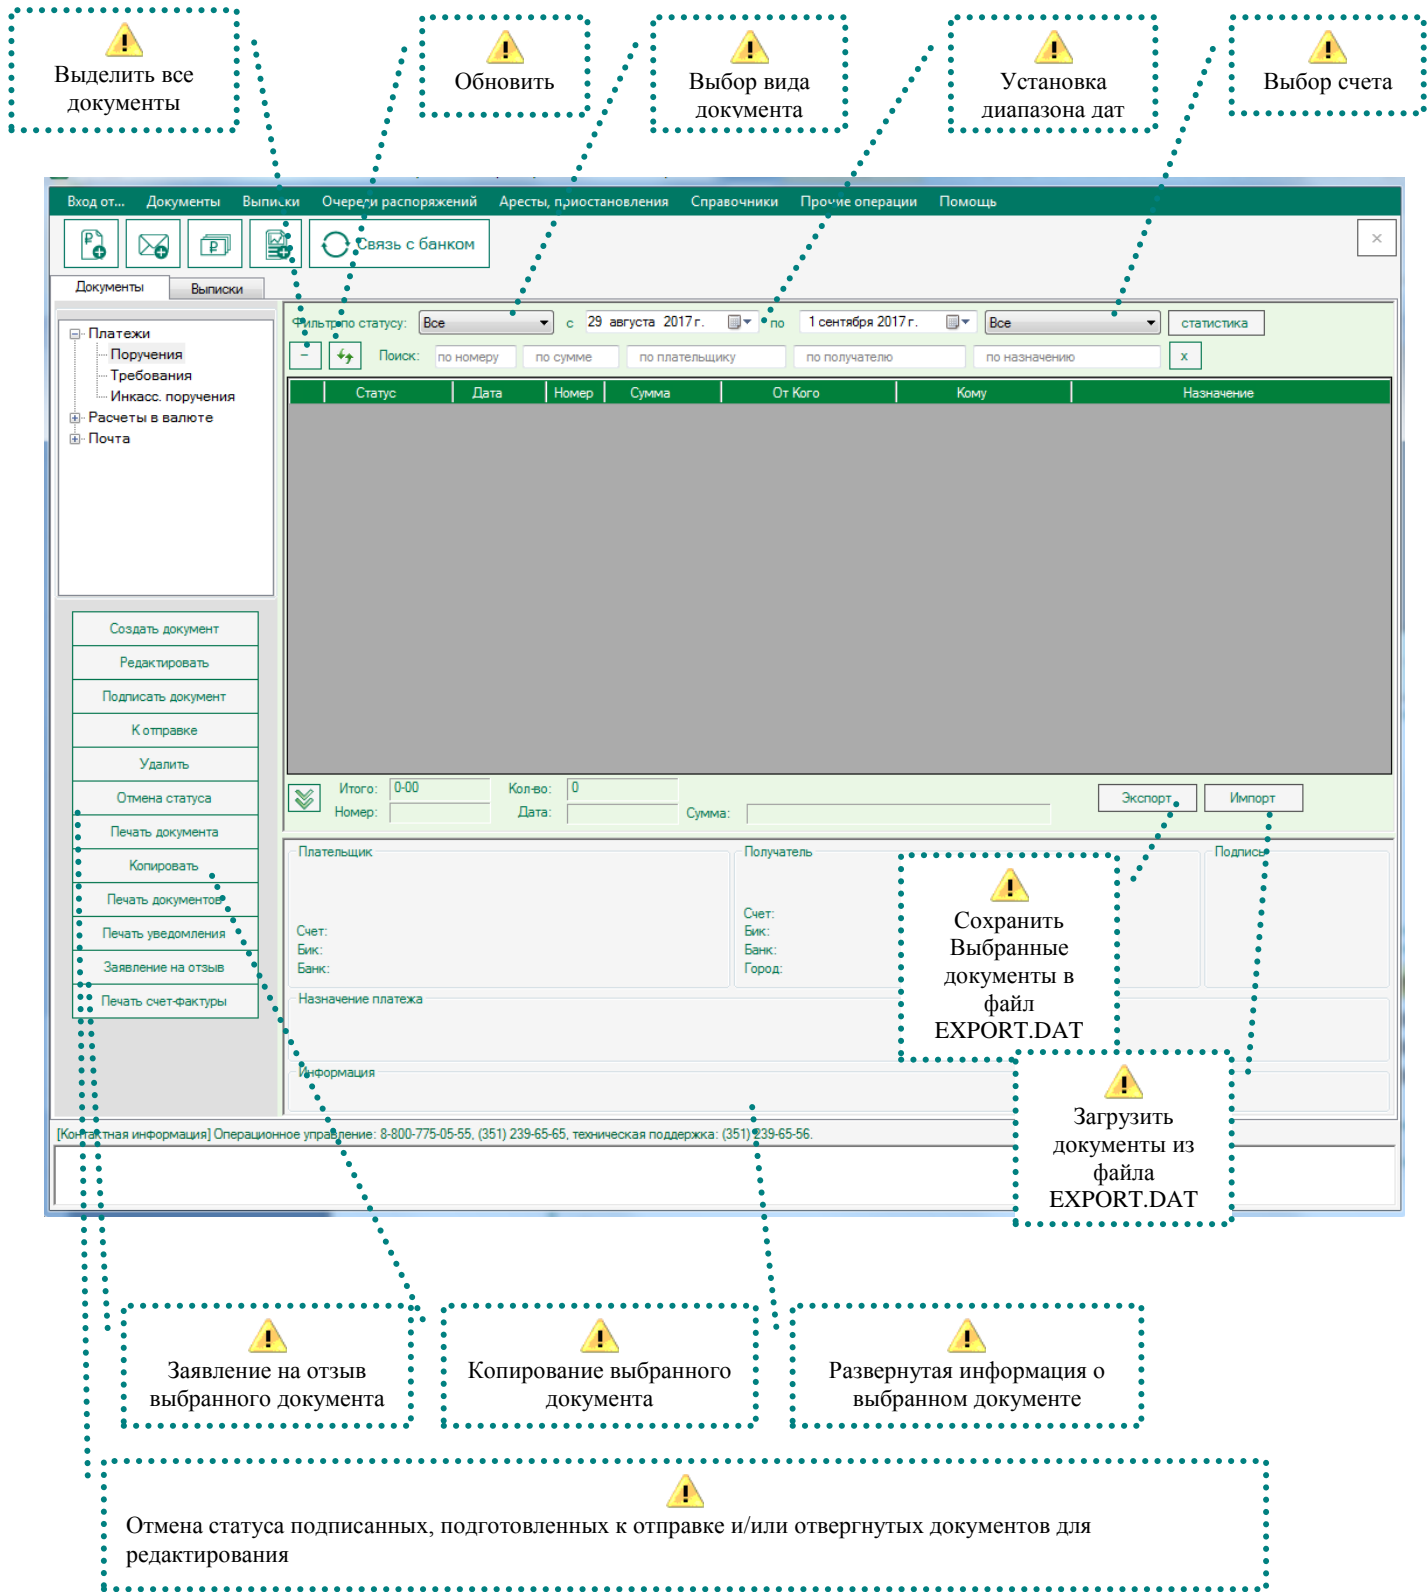 Выделить все
документы
Обновить
Выбор вида
документа
Установка
диапазона дат
Выбор счета
Вход от... Документы Выписки Очереди распоряжений Аресты, приостановления Справочники Прочие операции Помощь
Связь с банком
Документы Выписки
Платежи
Поручения
Требования
Инкасс. поручения
Расчеты в валюте
Почта
Фильтр по статусу: Все с 29 августа 2017 г. по 1 сентября 2017 г. Все статистика
Поиск: по номеру по сумме по плательщику по получателю по назначению x
Статус Дата Номер Сумма От Кого Кому Назначение
Создать документ
Редактировать
Подписать документ
К отправке
Удалить
Отмена статуса
Печать документа
Копировать
Печать документов
Печать уведомления
Заявление на отзыв
Печать счет-фактуры
Итого: 0-00 Кол-во: 0
Номер: Дата: Сумма:
Экспорт Импорт
Плательщик
Счет:
Бик:
Банк:
Получатель
Счет:
Бик:
Банк:
Город:
Подпись
Назначение платежа
Информация
Сохранить
Выбранные
документы в
файл
EXPORT.DAT
Загрузить
документы из
файла
EXPORT.DAT
[Контактная информация] Операционное управление: 8-800-775-05-55, (351) 239-65-65, техническая поддержка: (351) 239-65-56.
Заявление на отзыв
выбранного документа
Копирование выбранного
документа
Развернутая информация о
выбранном документе
Отмена статуса подписанных, подготовленных к отправке и/или отвергнутых документов для
редактирования